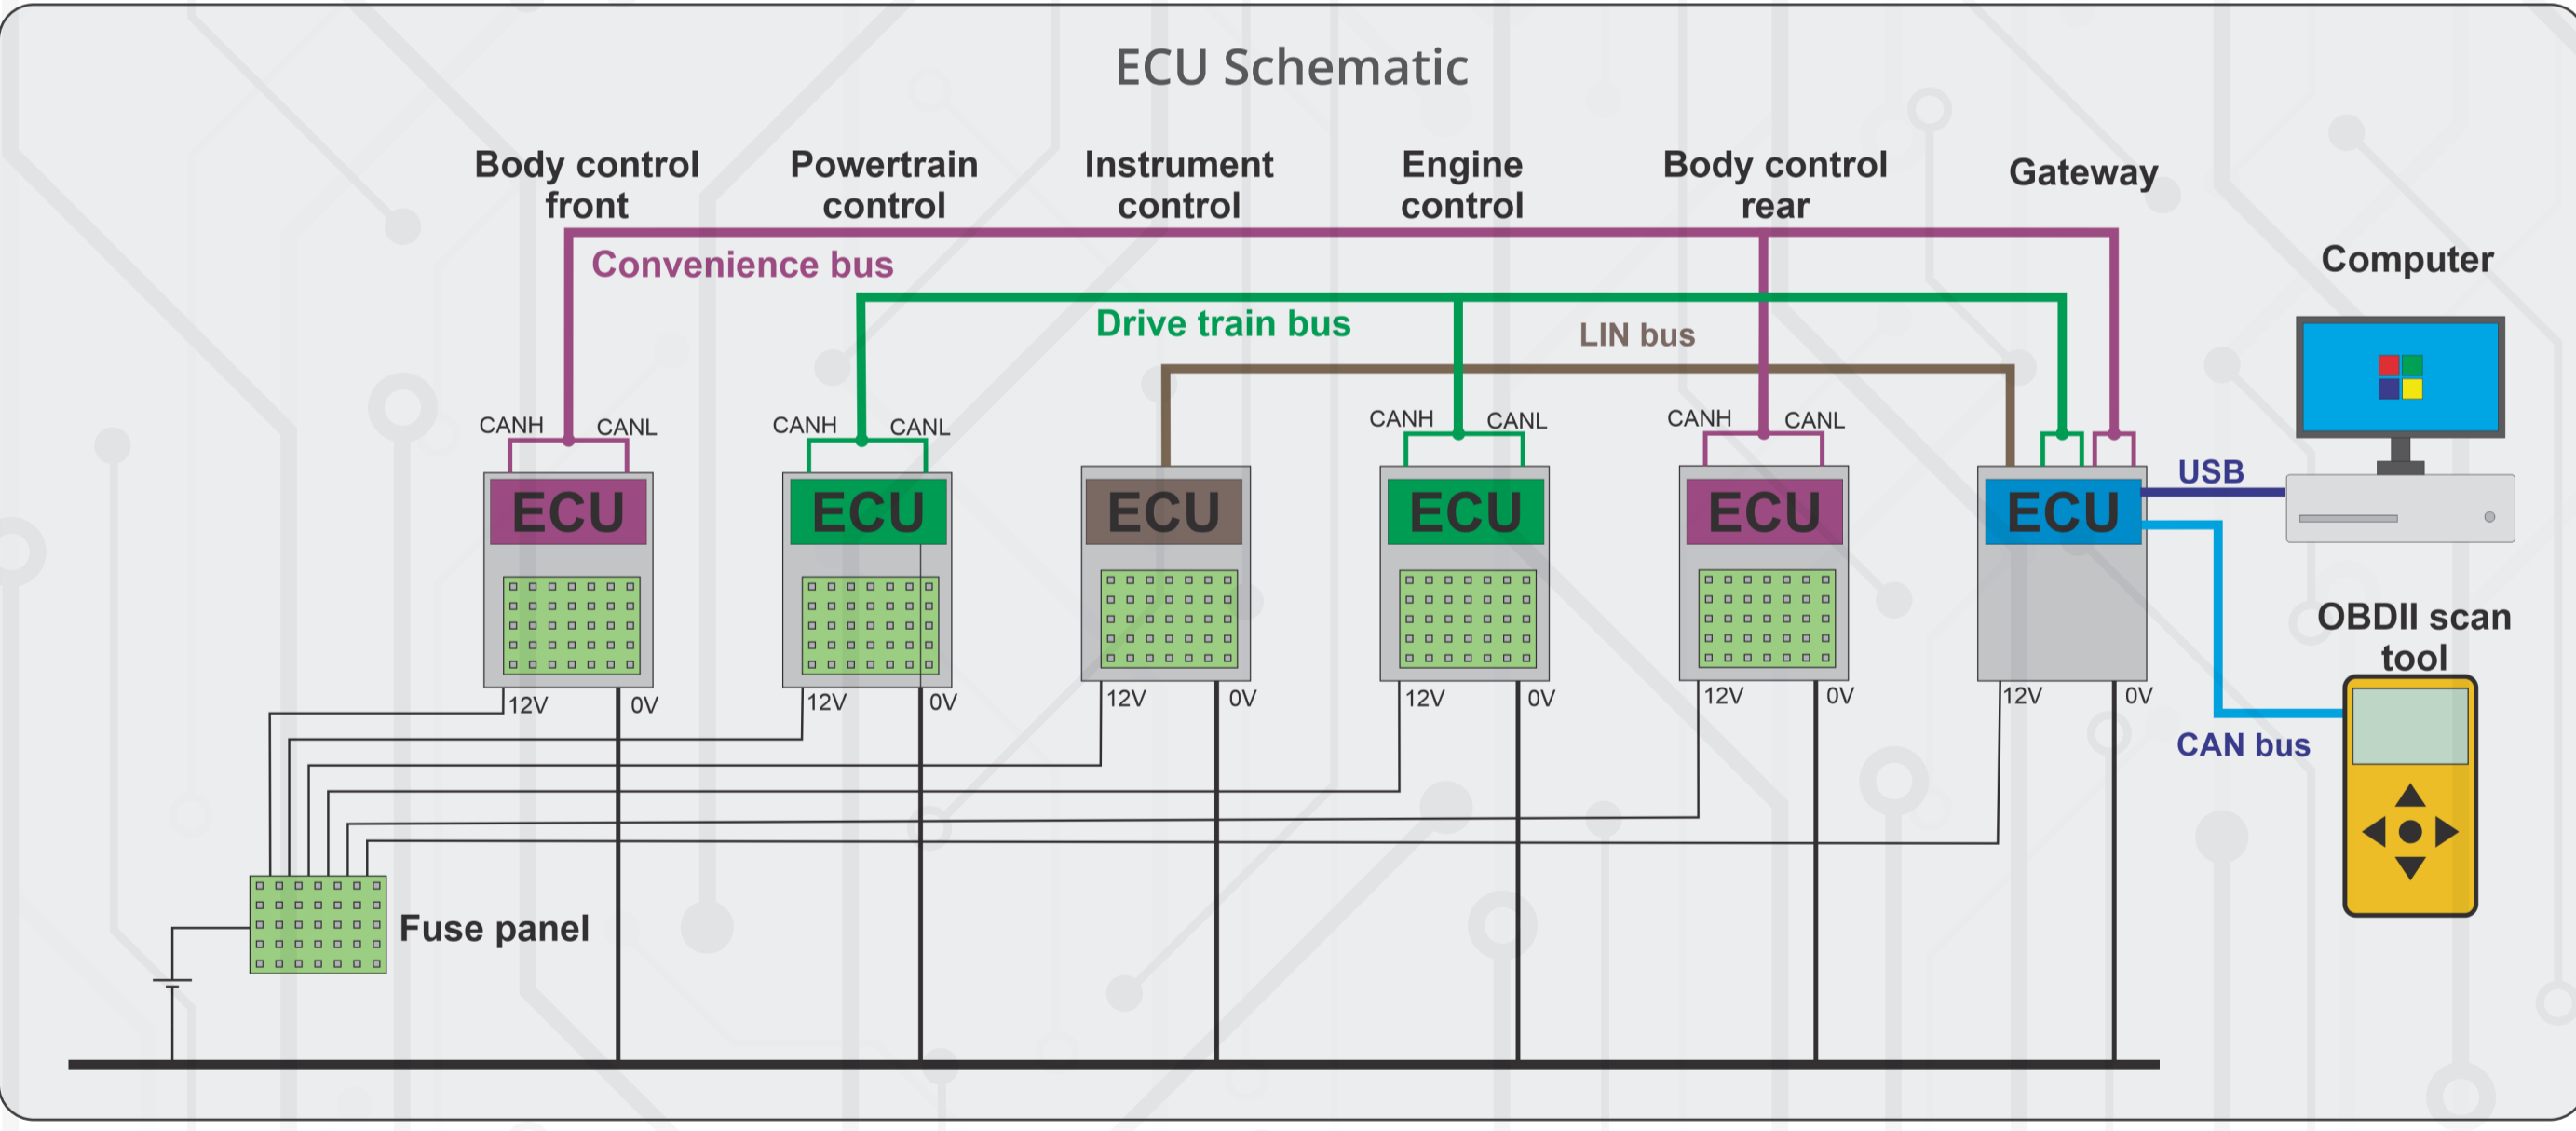 ECU Schematic
Body control
front
Powertrain
control
Instrument
control
Engine
control
Body control
rear
Gateway
Convenience bus
Drive train bus
LIN bus
Computer
CANH
CANL
CANH
CANL
CANH
CANL
CANH
CANL
ECU
ECU
ECU
ECU
ECU
ECU
USB
OBDII scan
tool
12V
0V
12V
0V
12V
0V
12V
0V
12V
0V
12V
0V
CAN bus
Fuse panel